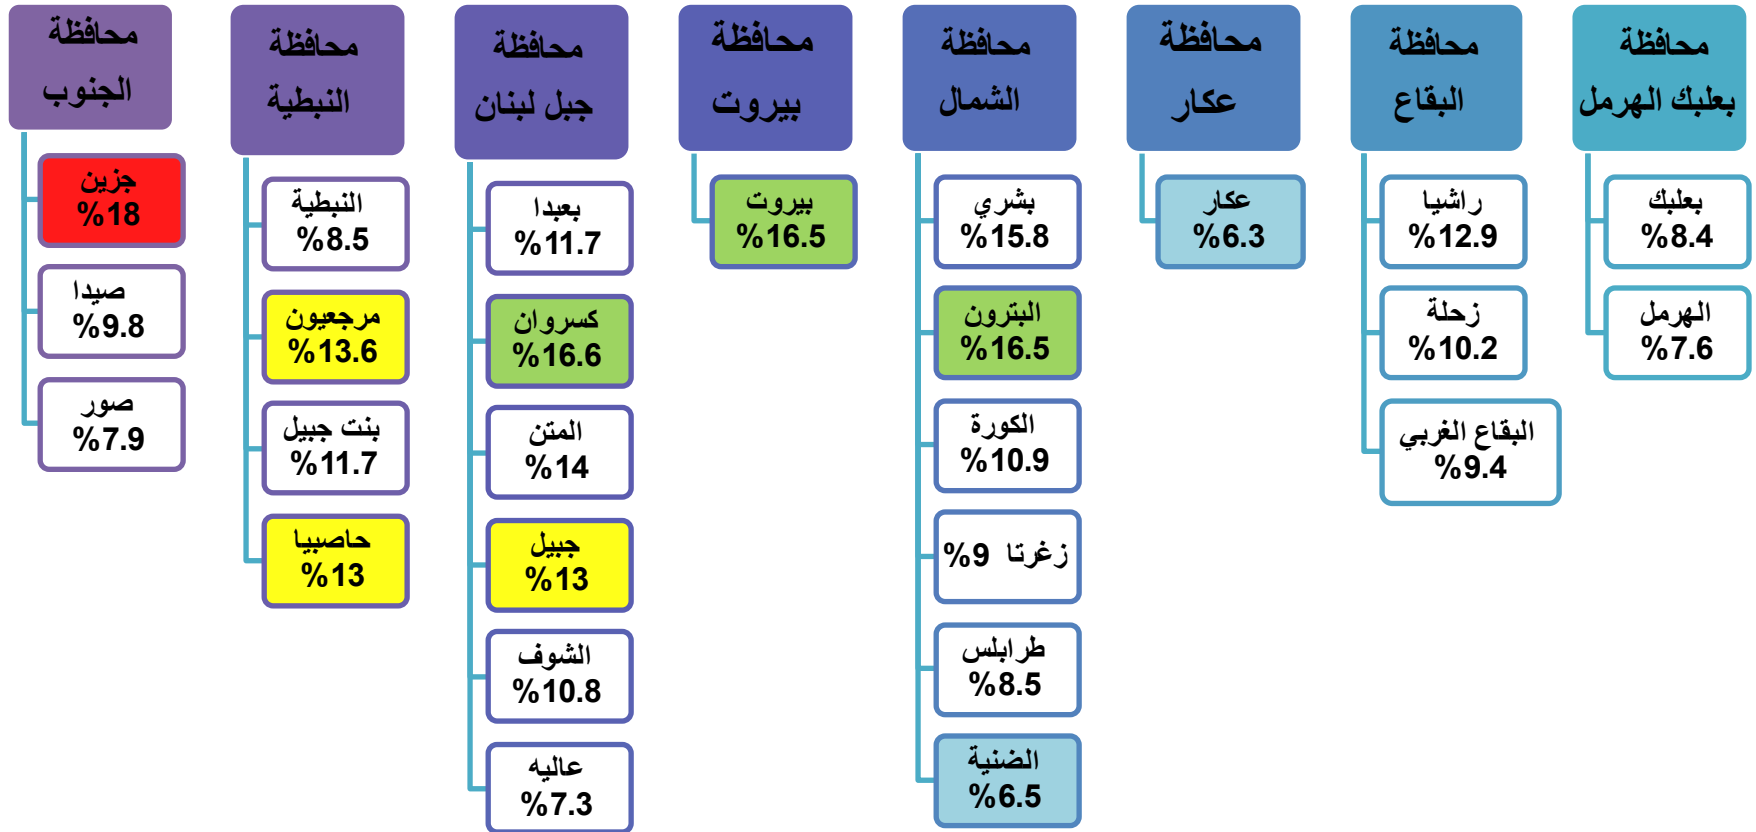 محافظة
بعلبك الهرمل
بعلبك
%8.4
الهرمل
%7.6
محافظة
البقاع
راشيا
%12.9
زحلة
%10.2
البقاع الغربي
%9.4
محافظة
عكار
عكار
%6.3
محافظة
الشمال
بشري
%15.8
البترون
%16.5
الكورة
%10.9
زغرتا 9%
طرابلس
%8.5
الضنية
%6.5
محافظة
بيروت
بيروت
%16.5
محافظة
جبل لبنان
بعبدا
%11.7
كسروان
%16.6
المتن
%14
جبيل
%13
الشوف
%10.8
عاليه
%7.3
محافظة
النبطية
النبطية
%8.5
مرجعيون
%13.6
بنت جبيل
%11.7
حاصبيا
%13
محافظة
الجنوب
جزين
%18
صيدا
%9.8
صور
%7.9